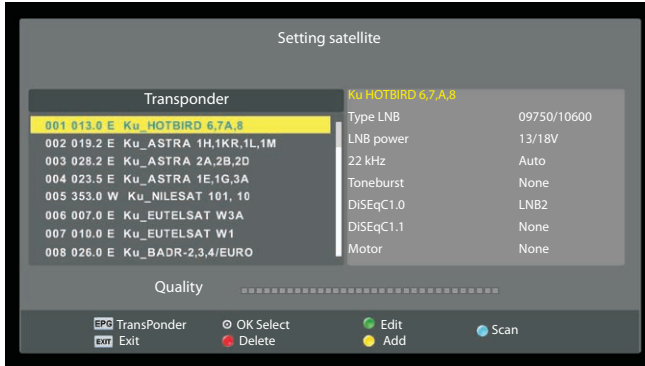 Setting satellite
Transponder
001 013.0 E Ku_HOTBIRD 6,7A,8
002 019.2 E Ku_ASTRA 1H,1KR,1L,1M
003 028.2 E Ku_ASTRA 2A,2B,2D
004 023.5 E Ku_ASTRA 1E,1G,3A
005 353.0 W Ku_NILESAT 101, 10
006 007.0 E Ku_EUTELSAT W3A
007 010.0 E Ku_EUTELSAT W1
008 026.0 E Ku_BADR-2,3,4/EURO
Ku HOTBIRD 6,7,A,8
Type LNB 09750/10600
LNB power 13/18V
22 kHz Auto
Toneburst None
DiSEqC1.0 LNB2
DiSEqC1.1 None
Motor None
Quality
EPG TransPonder OK Select Edit Scan
EXIT Exit Delete Add